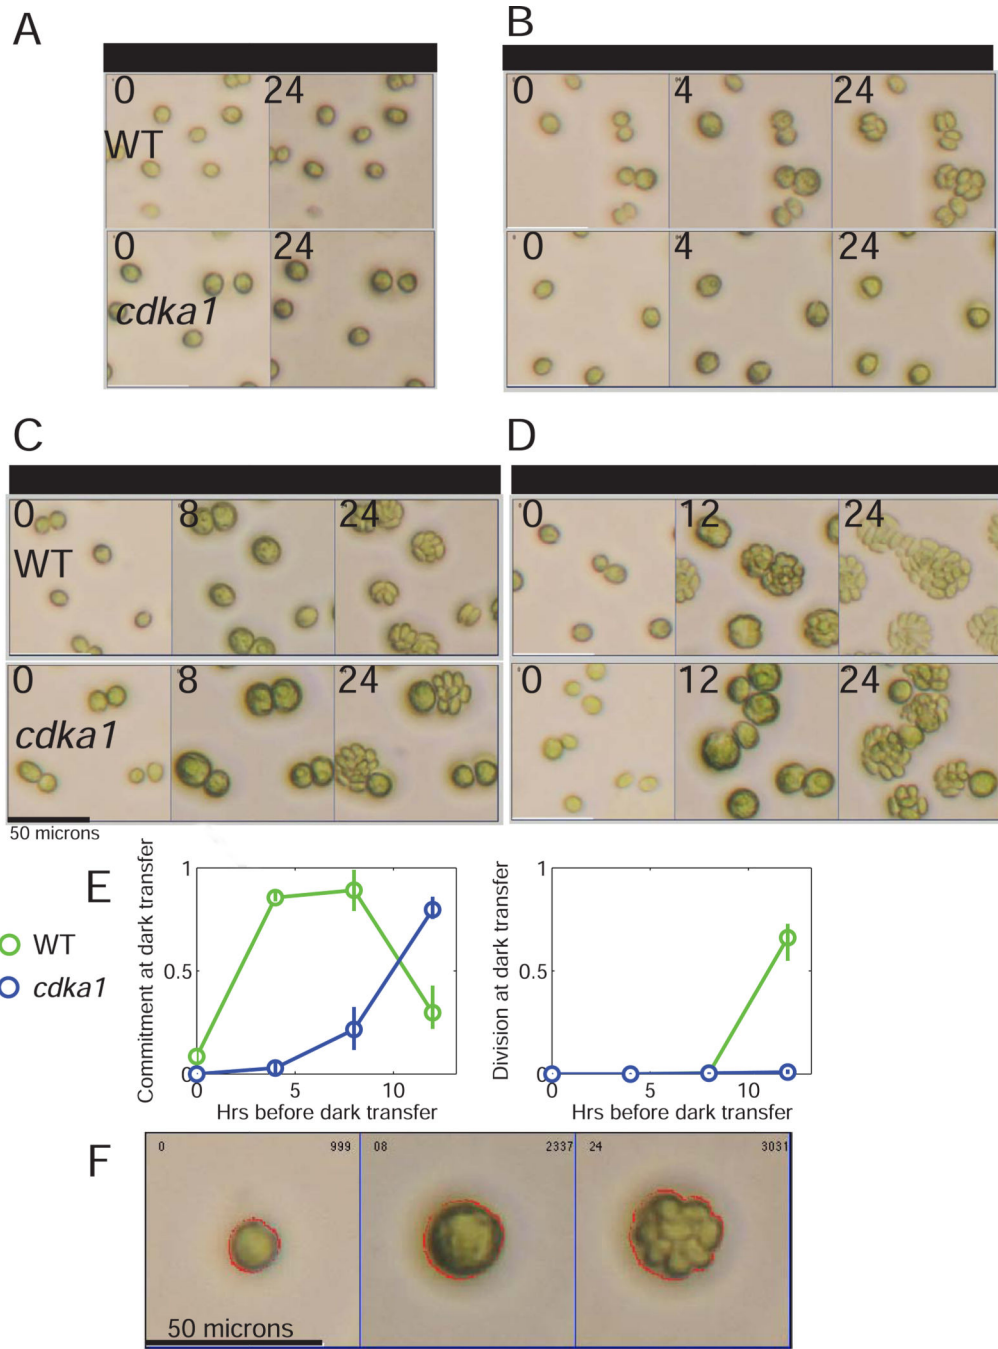 A
0
24
WT
0
24
cdka1
B
0
4
24
0
4
24
C
0
8
24
WT
0
8
24
cdka1
50 microns
D
0
12
24
0
12
24
E
WT
cdka1
Commitment at dark transfer
1
0.5
0
0
5
10
Hrs before dark transfer
Division at dark transfer
1
0.5
0
0
5
10
Hrs before dark transfer
F
0
999
08
2337
24
3031
50 microns